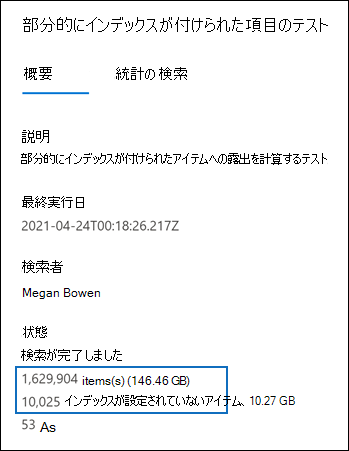 部分的にインデックスが付けられた項目のテスト
概要 統計の検索
説明
部分的にインデックスが付けられたアイテムへの露出を計算するテスト
最終実行日
2021-04-24T00:18:26.217Z
検索者
Megan Bowen
状態
検索が完了しました
1,629,904 items(s) (146.46 GB)
10,025 インデックスが設定されていないアイテム、10.27 GB
53 As